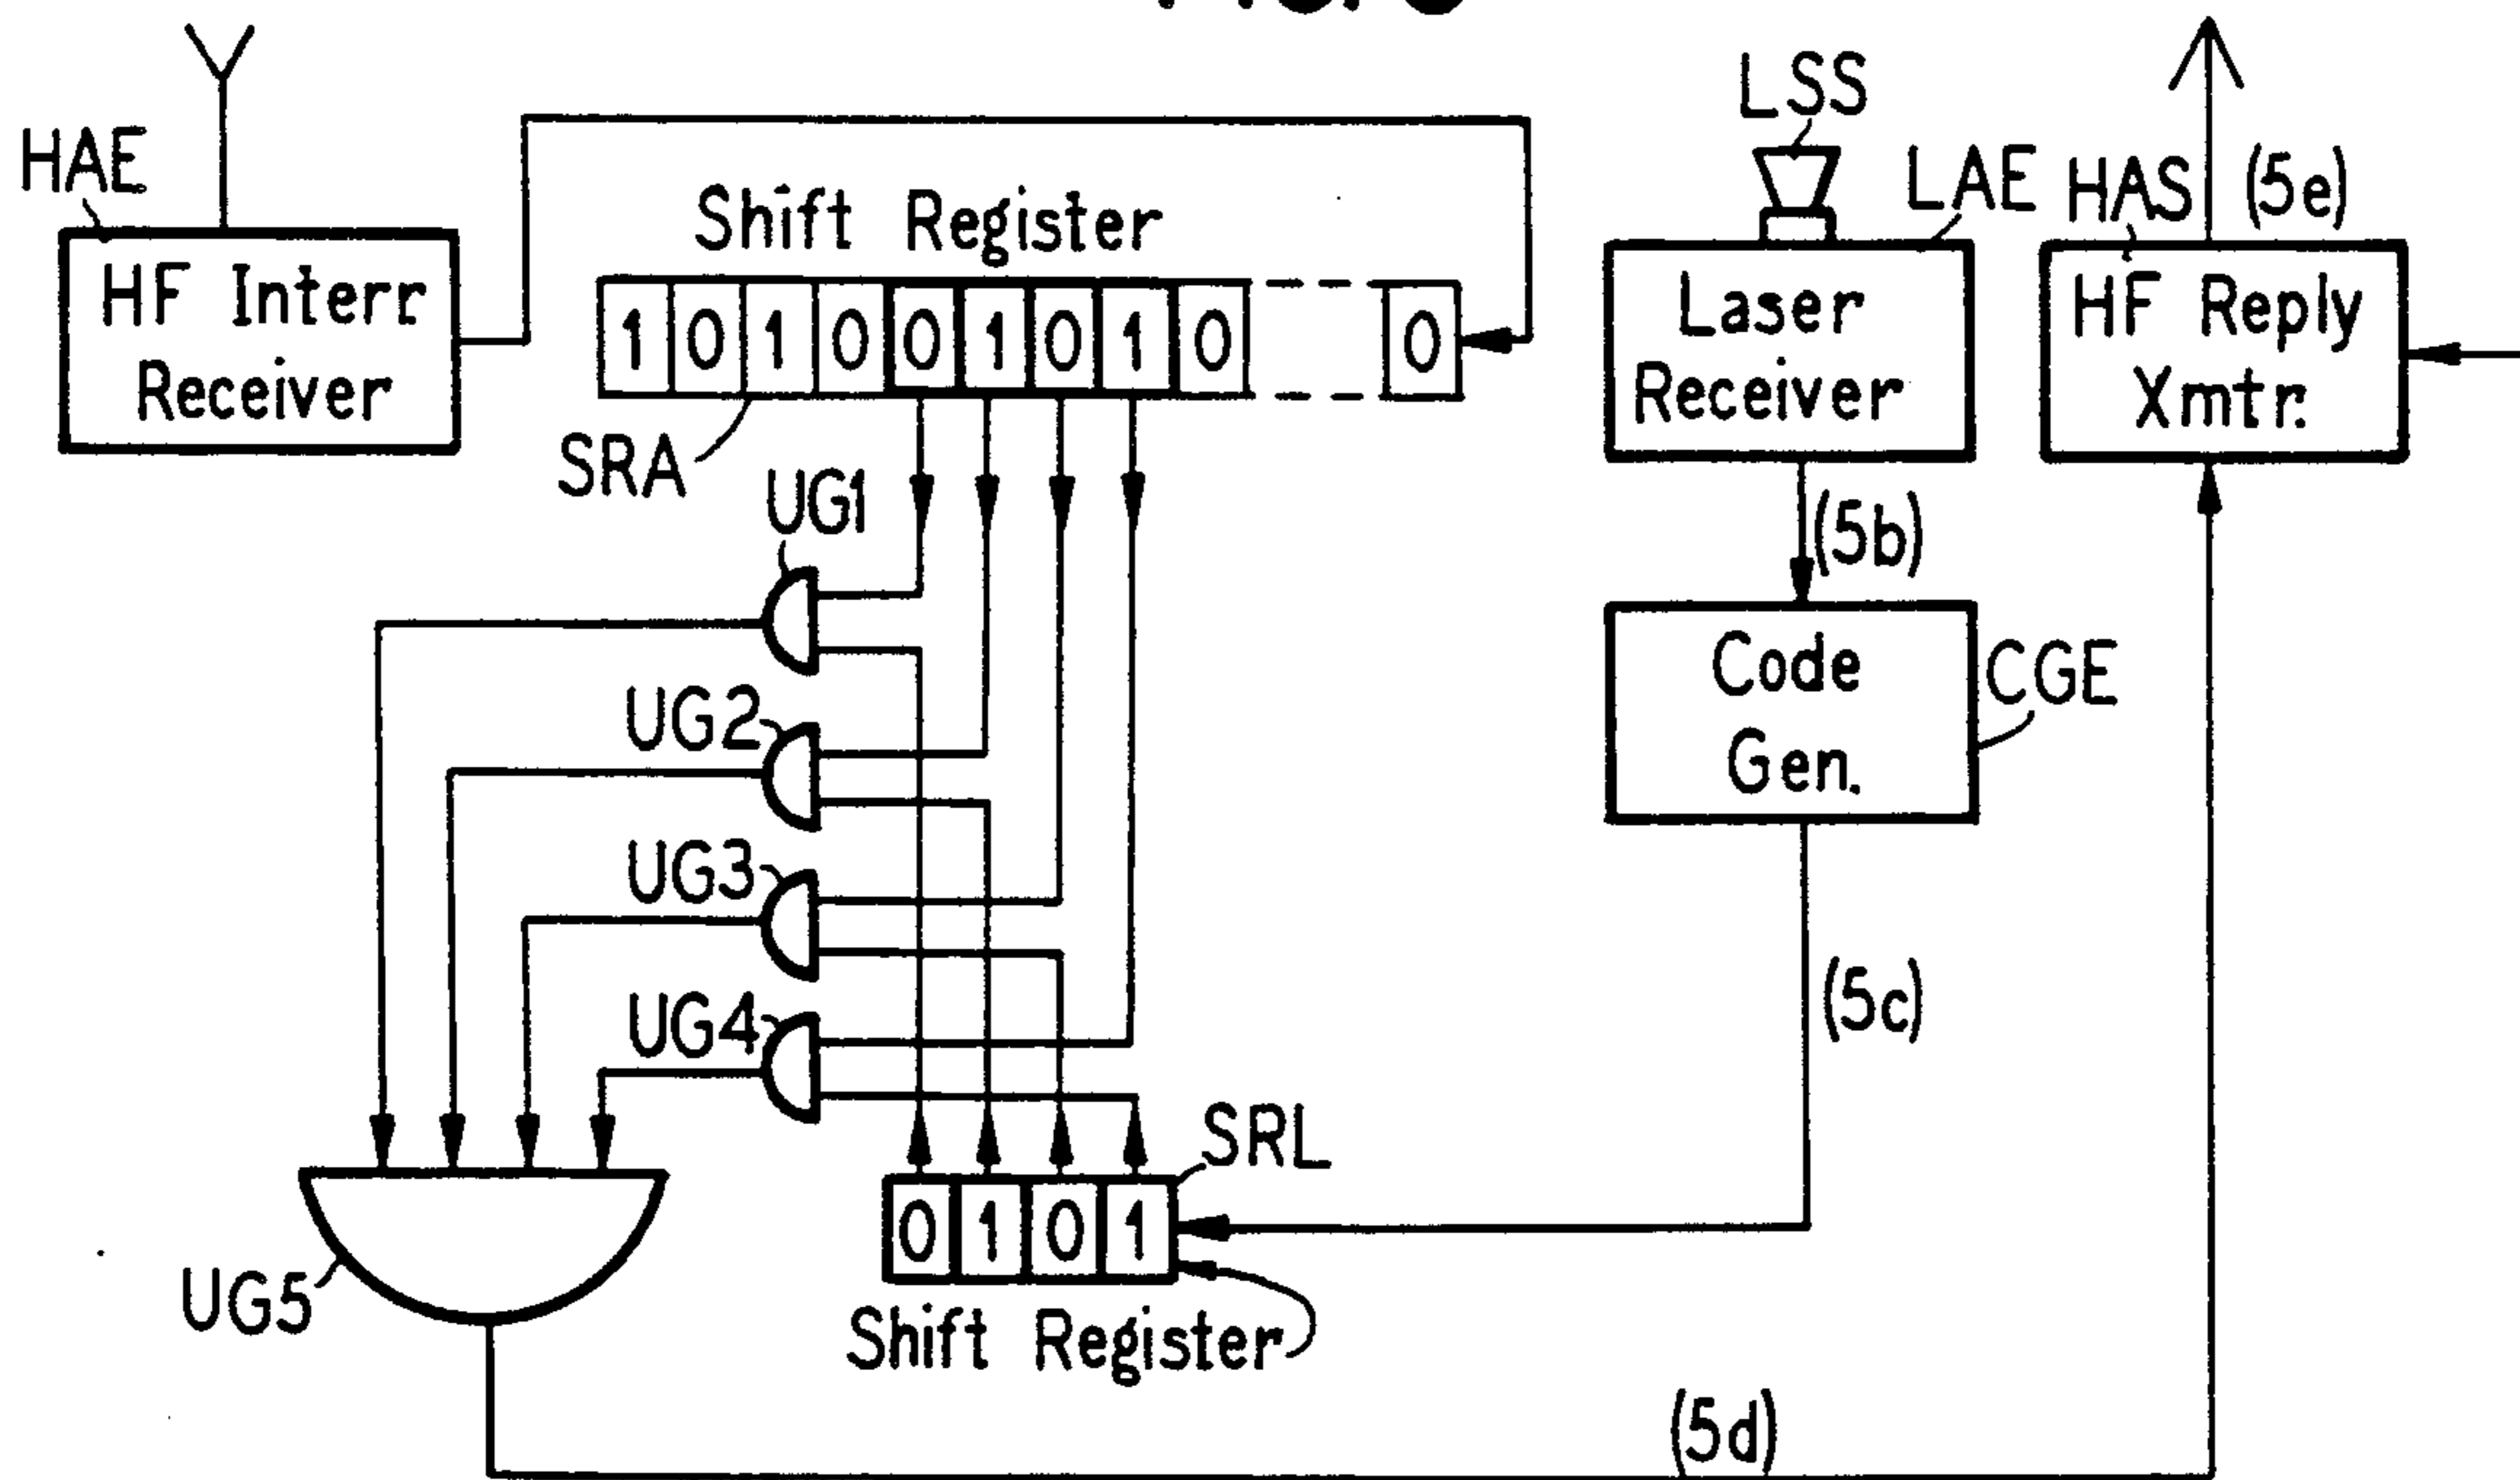 LSS
HAE
LAE
HAS
(5e)
Shift Register
HF Interr
Receiver
1 0 1 0 0 1 0 1 0 0
Laser
Receiver
HF Reply
Xmtr.
SRA
UG1
(5b)
UG2
Code
Gen.
CGE
UG3
UG4
(5c)
SRL
0 1 0 1
UG5
Shift Register
(5d)